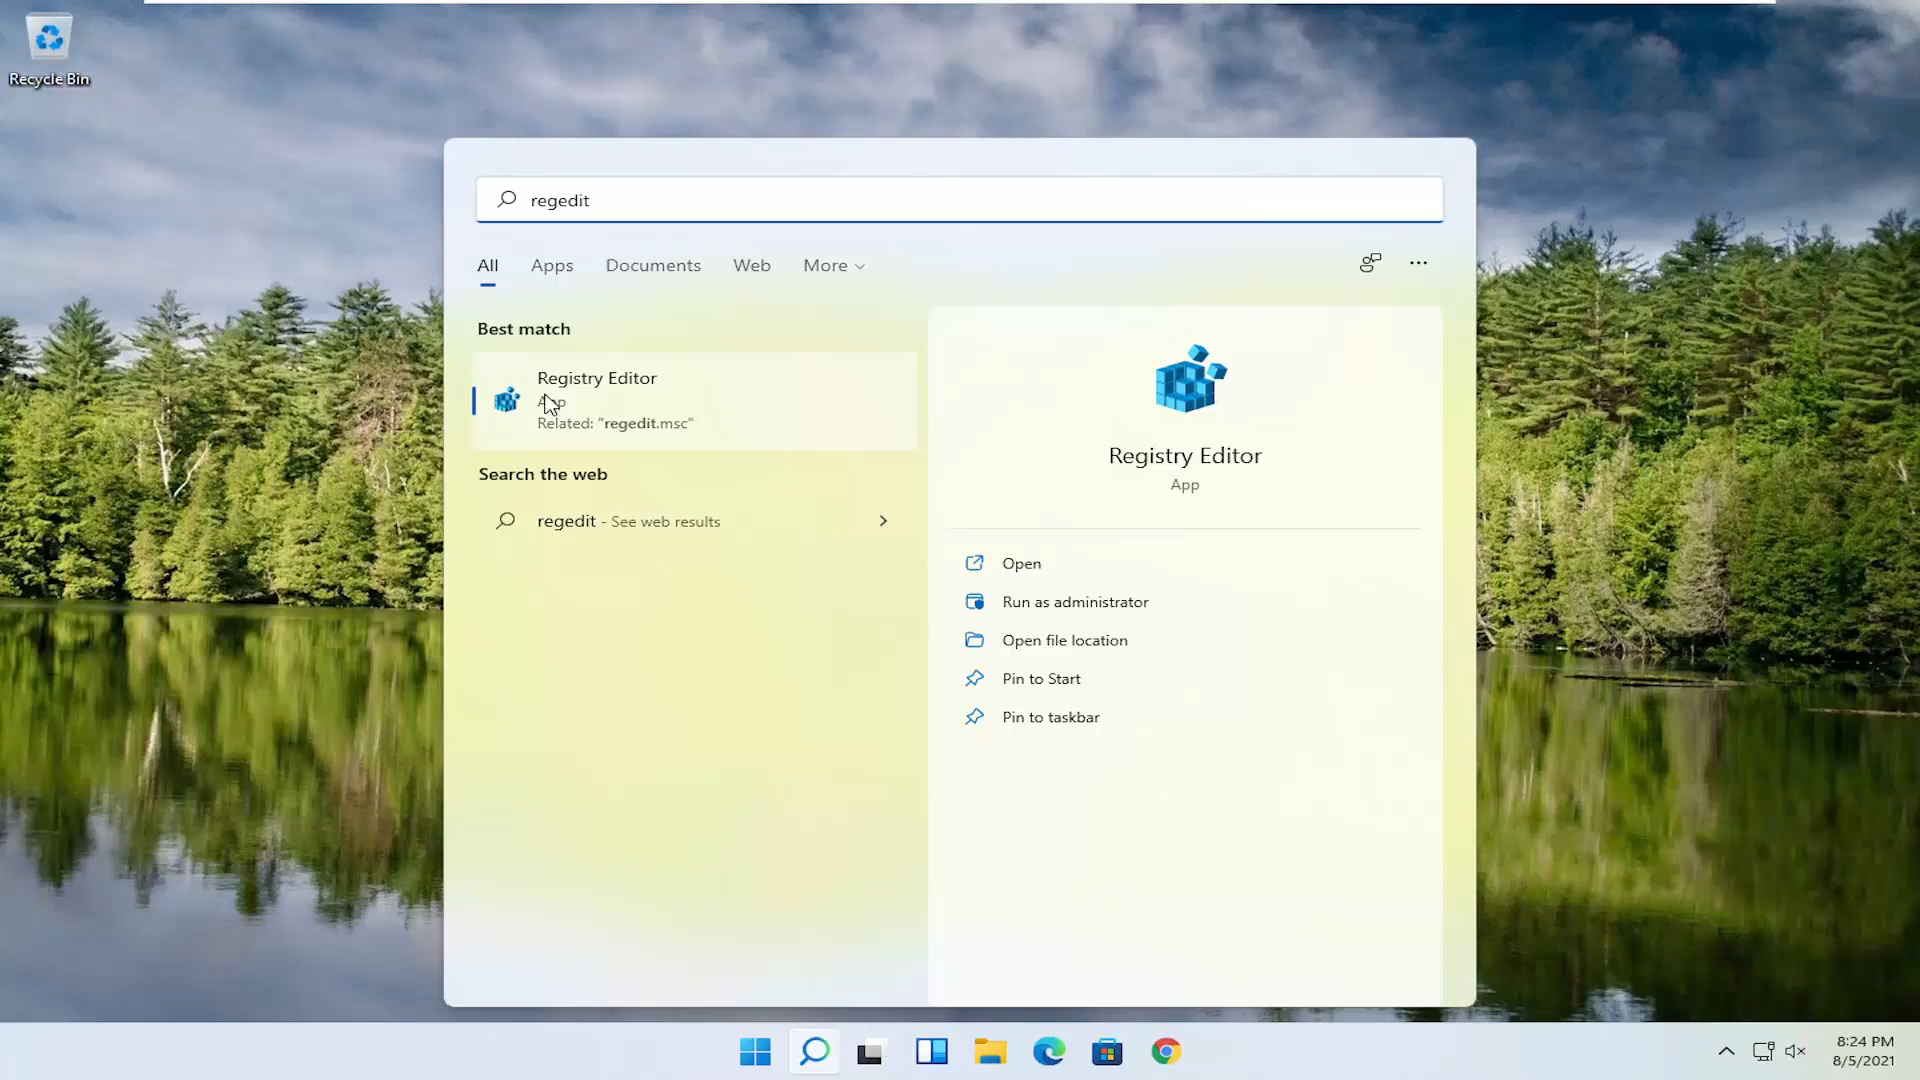 Recycle Bin
regedit
All Apps Documents Web More
Best match
Registry Editor
App
Related: "regedit.msc"
Search the web
regedit - See web results
Registry Editor
App
Open
Run as administrator
Open file location
Pin to Start
Pin to taskbar
8:24 PM
8/5/2021